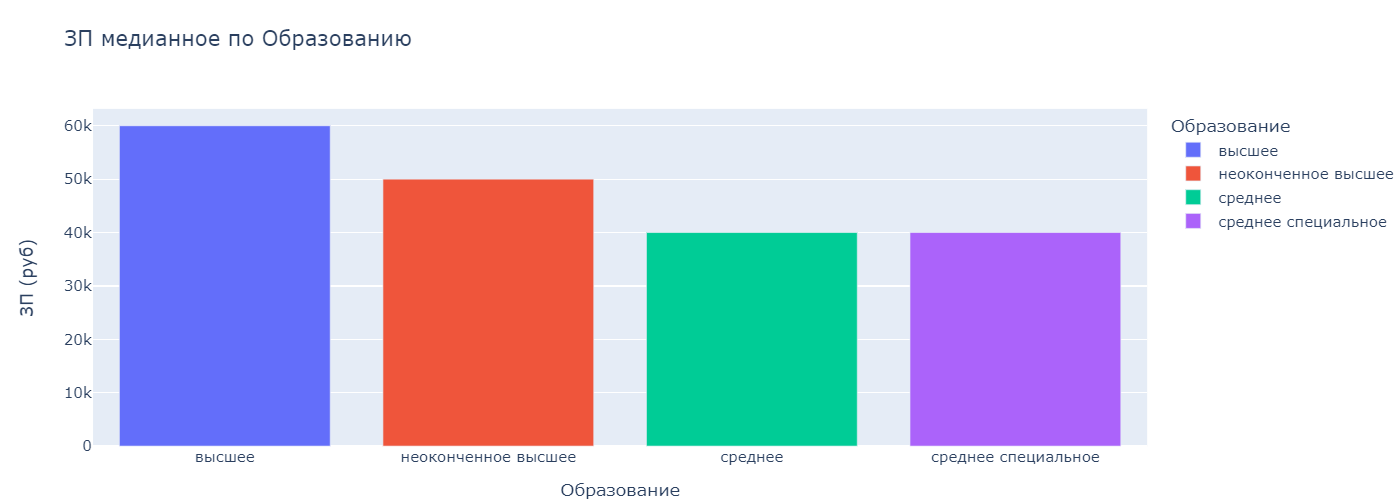 ЗП медианное по Образованию
60k
50k
40k
30k
20k
10k
0
ЗП (руб)
высшее
неоконченное высшее
среднее
среднее специальное
Образование
Образование
высшее
неоконченное высшее
среднее
среднее специальное